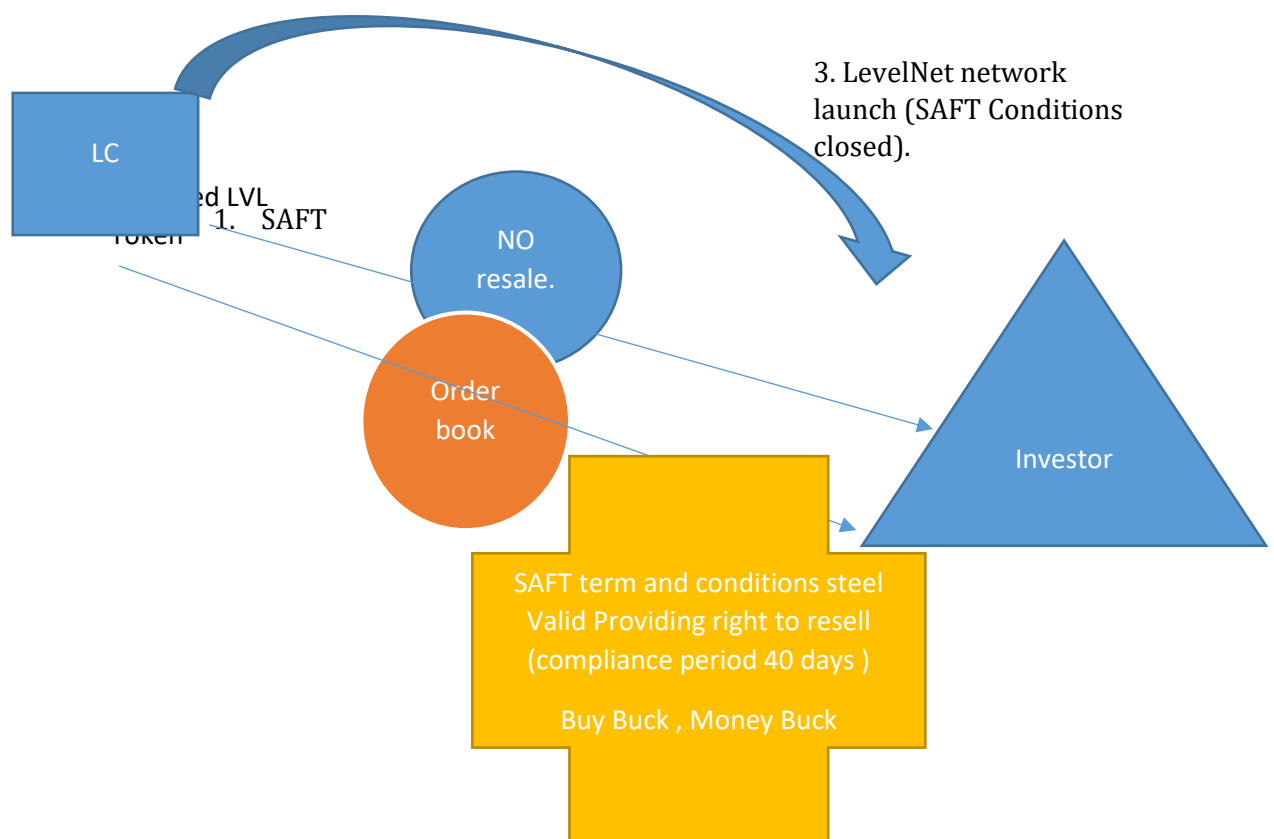 3. LevelNet network
launch (SAFT Conditions
closed).
LC
LVL
1. SAFT
NO
resale.
Order
book
Investor
SAFT term and conditions steel
Valid Providing right to resell
(compliance period 40 days )
Buy Buck , Money Buck